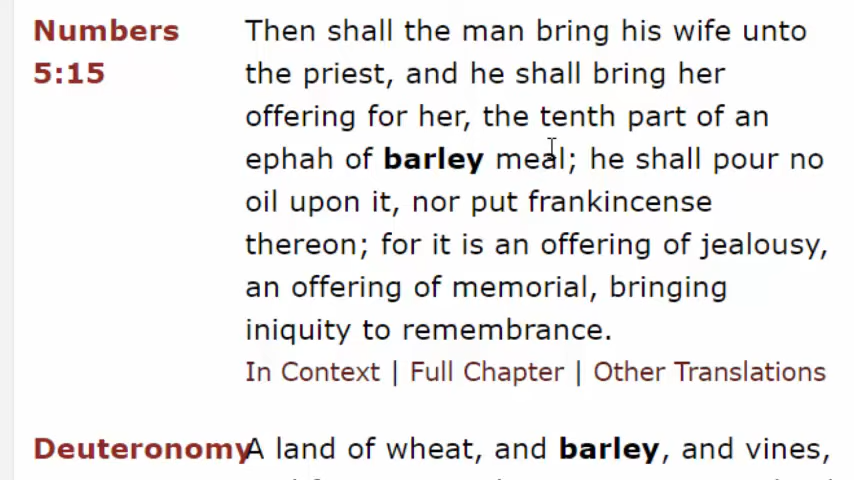 Numbers Then shall the man bring his wife unto
5:15 the priest, and he shall bring her
offering for her, the tenth part of an
ephah of barley meal; he shall pour no
oil upon it, nor put frankincense
thereon; for it is an offering of jealousy,
an offering of memorial, bringing
iniquity to remembrance.
In Context | Full Chapter | Other Translations
Deuteronomy A land of wheat, and barley, and vines,